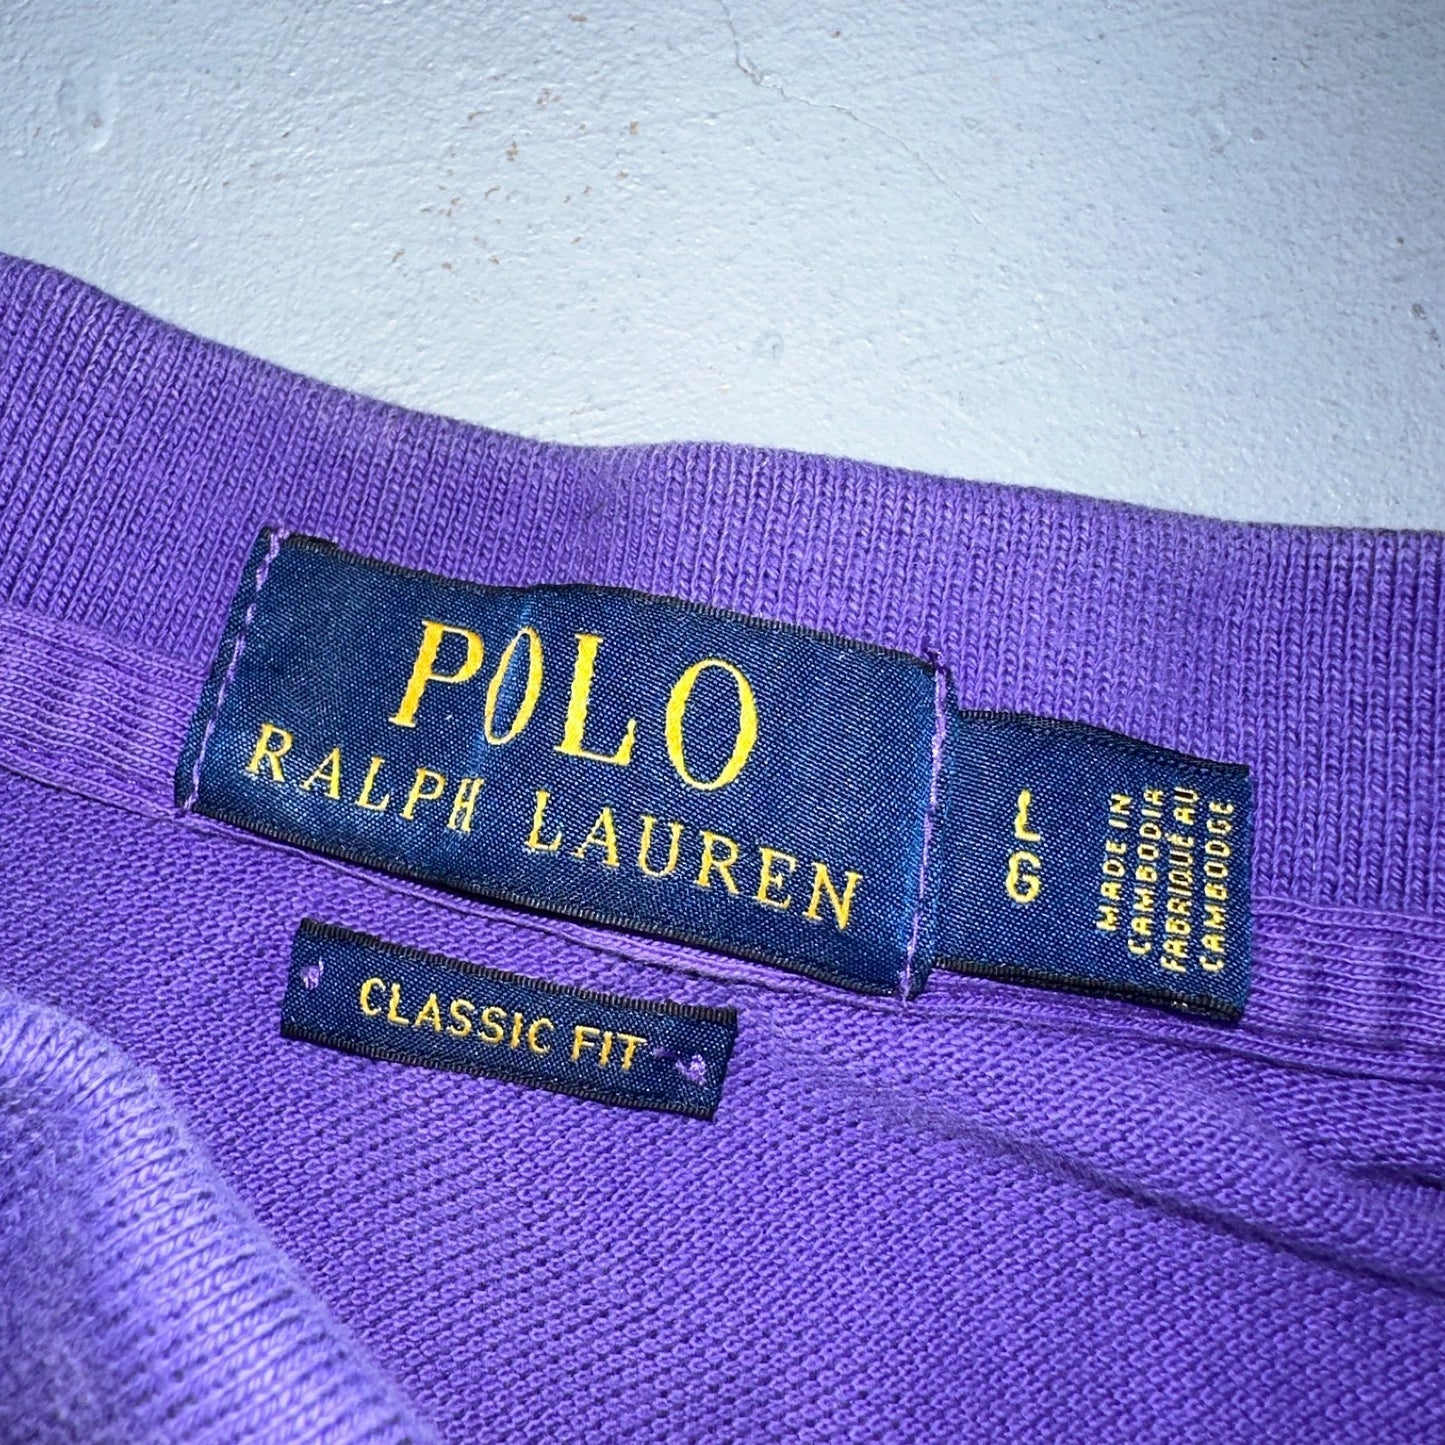 POLO
RALPH LAUREN
L
G
MADE IN
CAMBODIA
FABRIQUÉ AU
CAMBODGE
CLASSIC FIT